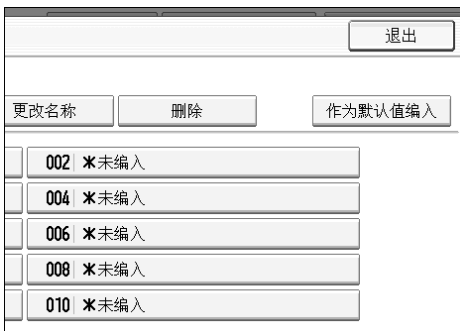 退出
更改名称 删除 作为默认值编入
002 ✱未编入
004 ✱未编入
006 ✱未编入
008 ✱未编入
010 ✱未编入